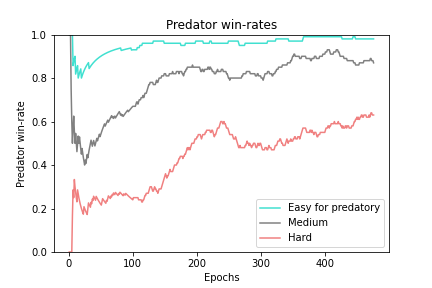 Predator win-rates
Predator win-rate
1.0
0.8
0.6
0.4
0.2
0.0
0
100
200
300
400
Epochs
Easy for predatory
Medium
Hard